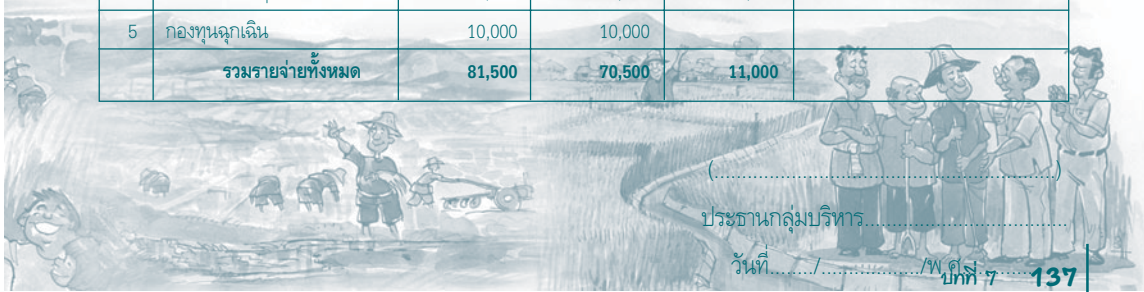 5 กองทุนฉุกเฉิน 10,000 10,000
รวมรายจ่ายทั้งหมด 81,500 70,500 11,000
(....................................................................)
ประธานกลุ่มบริหาร........................................
วันที่........./...................../พ.ศ..............
บทที่ 7 137